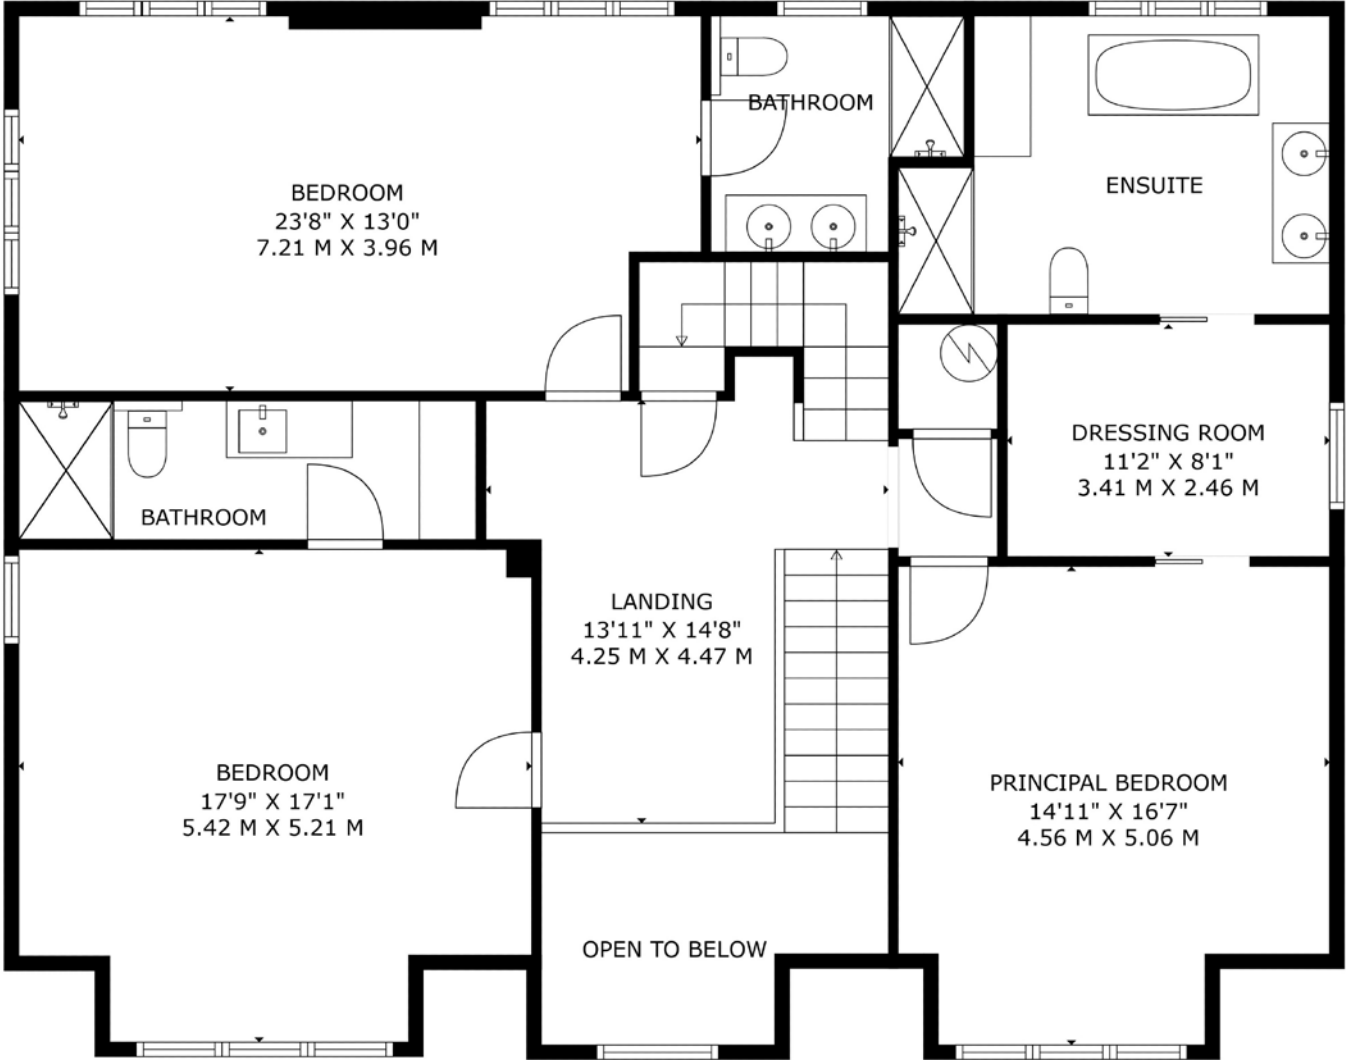 BATHROOM
BEDROOM
23'8" X 13'0"
7.21 M X 3.96 M
ENSUITE
DRESSING ROOM
11'2" X 8'1"
3.41 M X 2.46 M
BATHROOM
LANDING
13'11" X 14'8"
4.25 M X 4.47 M
BEDROOM
17'9" X 17'1"
5.42 M X 5.21 M
PRINCIPAL BEDROOM
14'11" X 16'7"
4.56 M X 5.06 M
OPEN TO BELOW